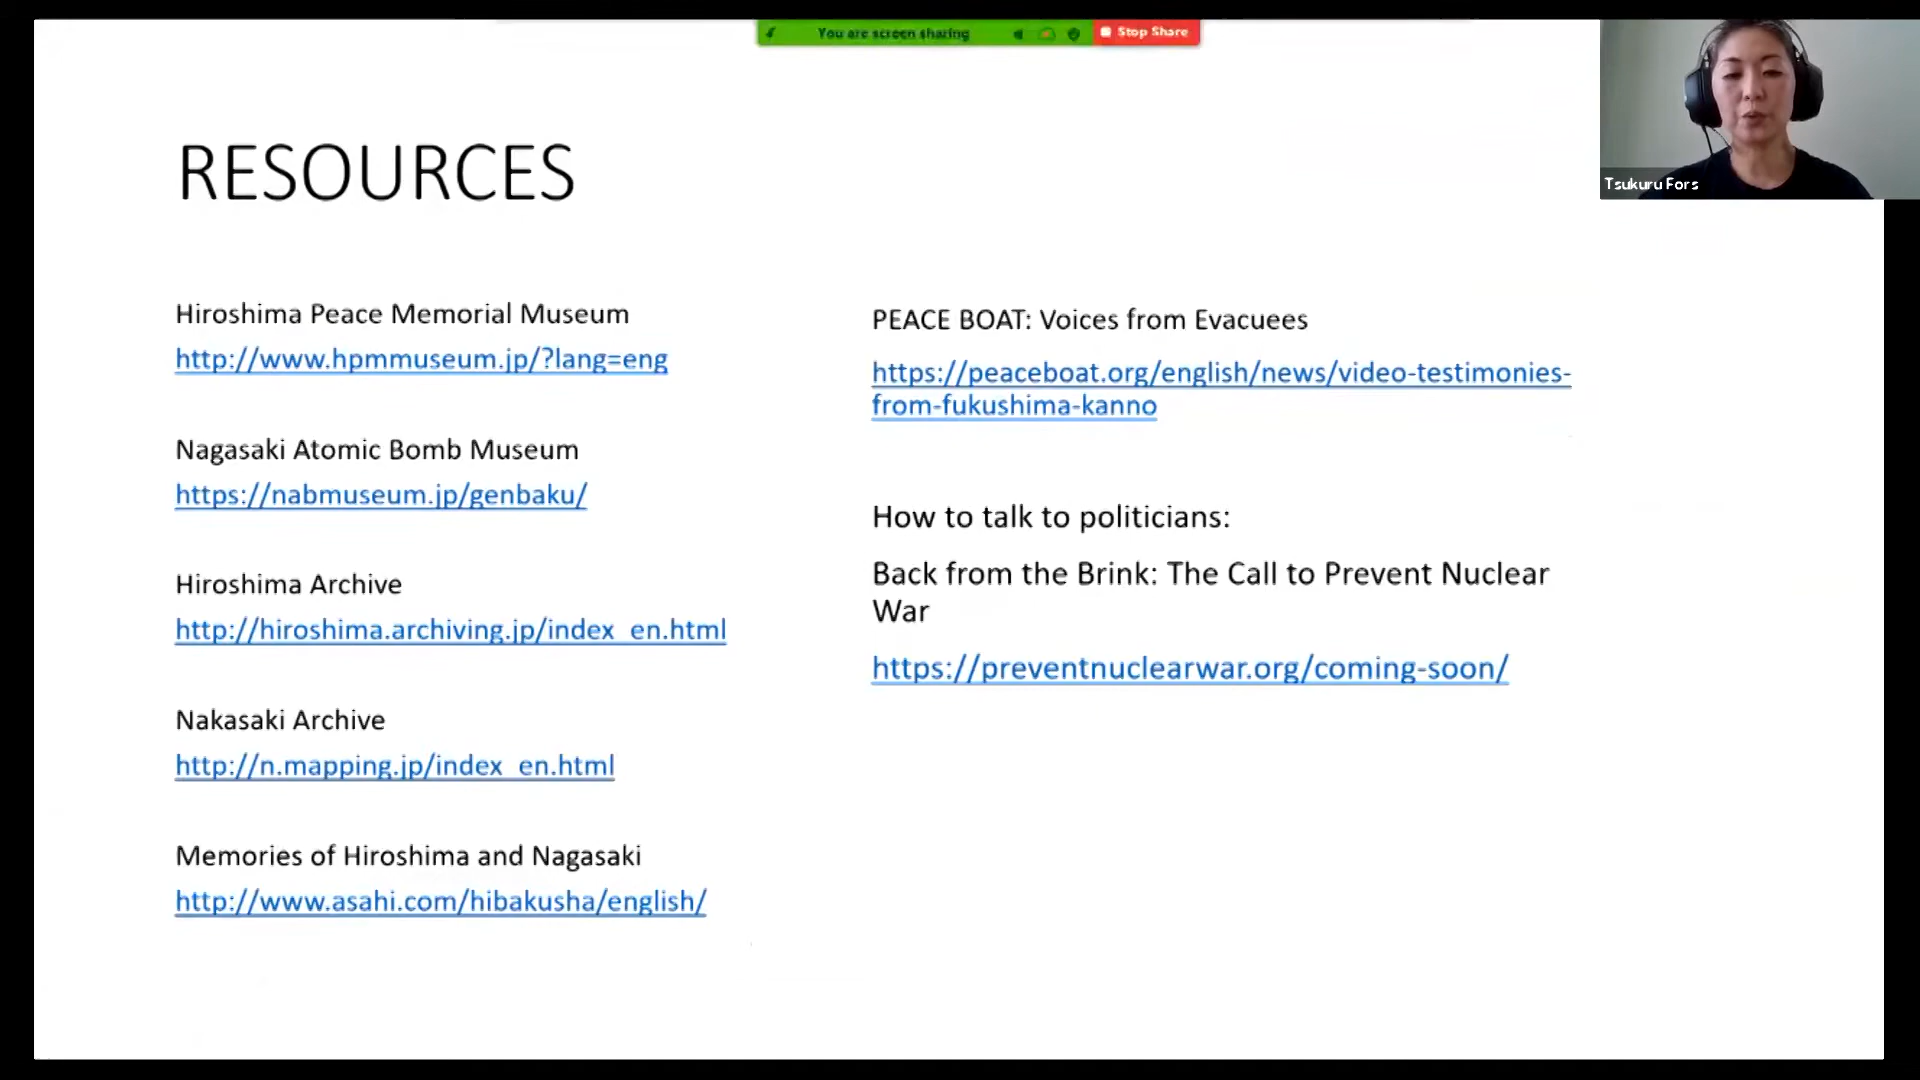 You are screen sharing
Stop Share
Tsukuru Fors
RESOURCES
Hiroshima Peace Memorial Museum
http://www.hpmmuseum.jp/?lang=eng
Nagasaki Atomic Bomb Museum
https://nabmuseum.jp/genbaku/
Hiroshima Archive
http://hiroshima.archiving.jp/index_en.html
Nakasaki Archive
http://n.mapping.jp/index_en.html
Memories of Hiroshima and Nagasaki
http://www.asahi.com/hibakusha/english/
PEACE BOAT: Voices from Evacuees
https://peaceboat.org/english/news/video-testimonies-
from-fukushima-kanno
How to talk to politicians:
Back from the Brink: The Call to Prevent Nuclear
War
https://preventnuclearwar.org/coming-soon/